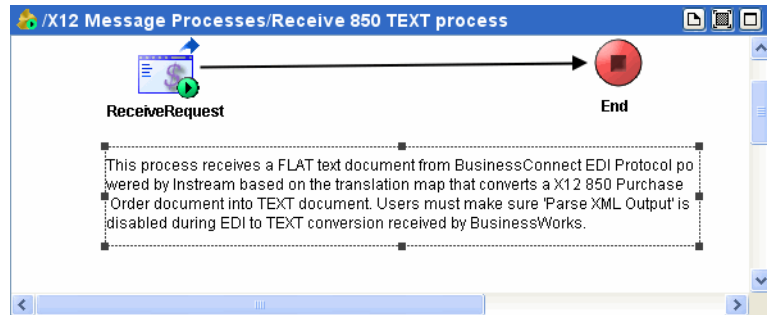 /X12 Message Processes/Receive 850 TEXT process
ReceiveRequest
End
This process receives a FLAT text document from BusinessConnect EDI Protocol po
wered by Instream based on the translation map that converts a X12 850 Purchase
Order document into TEXT document. Users must make sure 'Parse XML Output' is
disabled during EDI to TEXT conversion received by BusinessWorks.